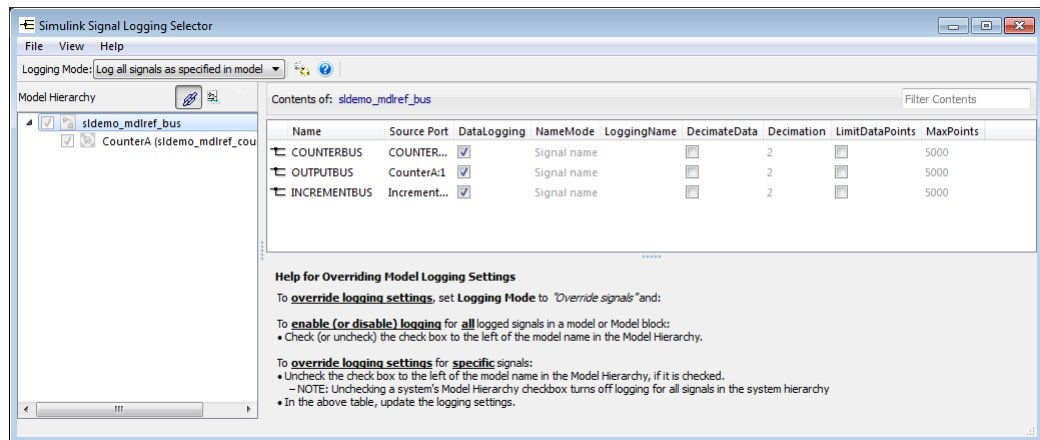 Simulink Signal Logging Selector
File View Help
Logging Mode: Log all signals as specified in model
Model Hierarchy
Contents of: sldemo_mdlref_bus
Filter Contents
sldemo_mdlref_bus
CounterA (sldemo_mdlref_cou
Name Source Port DataLogging NameMode LoggingName DecimateData Decimation LimitDataPoints MaxPoints
COUNTERBUS COUNTER... Signal name 2 5000
OUTPUTBUS CounterA:1 Signal name 2 5000
INCREMENTBUS Increment... Signal name 2 5000
Help for Overriding Model Logging Settings
To override logging settings, set Logging Mode to "Override signals" and:
To enable (or disable) logging for all logged signals in a model or Model block:
• Check (or uncheck) the check box to the left of the model name in the Model Hierarchy.
To override logging settings for specific signals:
• Uncheck the check box to the left of the model name in the Model Hierarchy, if it is checked.
– NOTE: Unchecking a system's Model Hierarchy checkbox turns off logging for all signals in the system hierarchy
• In the above table, update the logging settings.